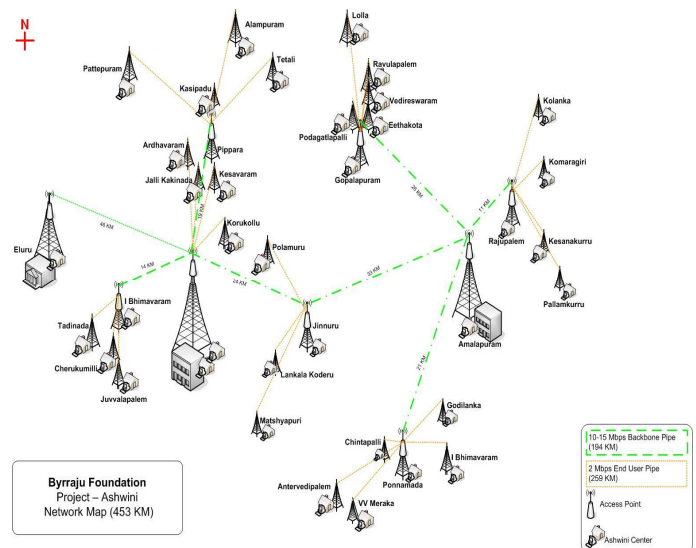 N
Alampuram
Lolla
Pattepuram
Tetali
Kasipadu
Ravulapalem
Vedireswaram
Kolanka
Podagatlapalli
Eethakota
Ardhavaram
Pippara
Kesavaram
Jalli Kakinada
Gopalapuram
Komaragiri
26 KM
11 KM
48 KM
Korukollu
Polamuru
Rajupalem
Kesanakurru
Eluru
14 KM
24 KM
Pallamkurru
I Bhimavaram
Jinnuru
Amalapuram
Tadinada
Cherukumilli
Juvvalapalem
Lankala Koderu
21 KM
Matshyapuri
Godilanka
Chintapalli
I Bhimavaram
Ponnamada
Antervedipalem
VV Meraka
Byrraju Foundation
Project – Ashwini
Network Map (453 KM)
10-15 Mbps Backbone Pipe
(194 KM)
2 Mbps End User Pipe
(259 KM)
Access Point
Ashwini Center